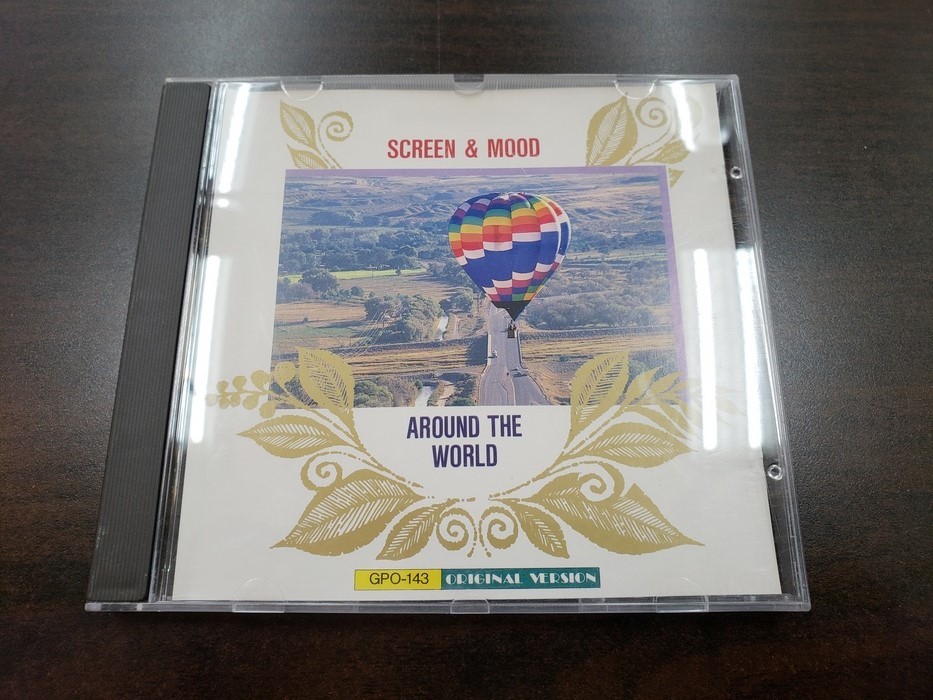 SCREEN & MOOD
AROUND THE
WORLD
GPO-143 ORIGINAL VERSION